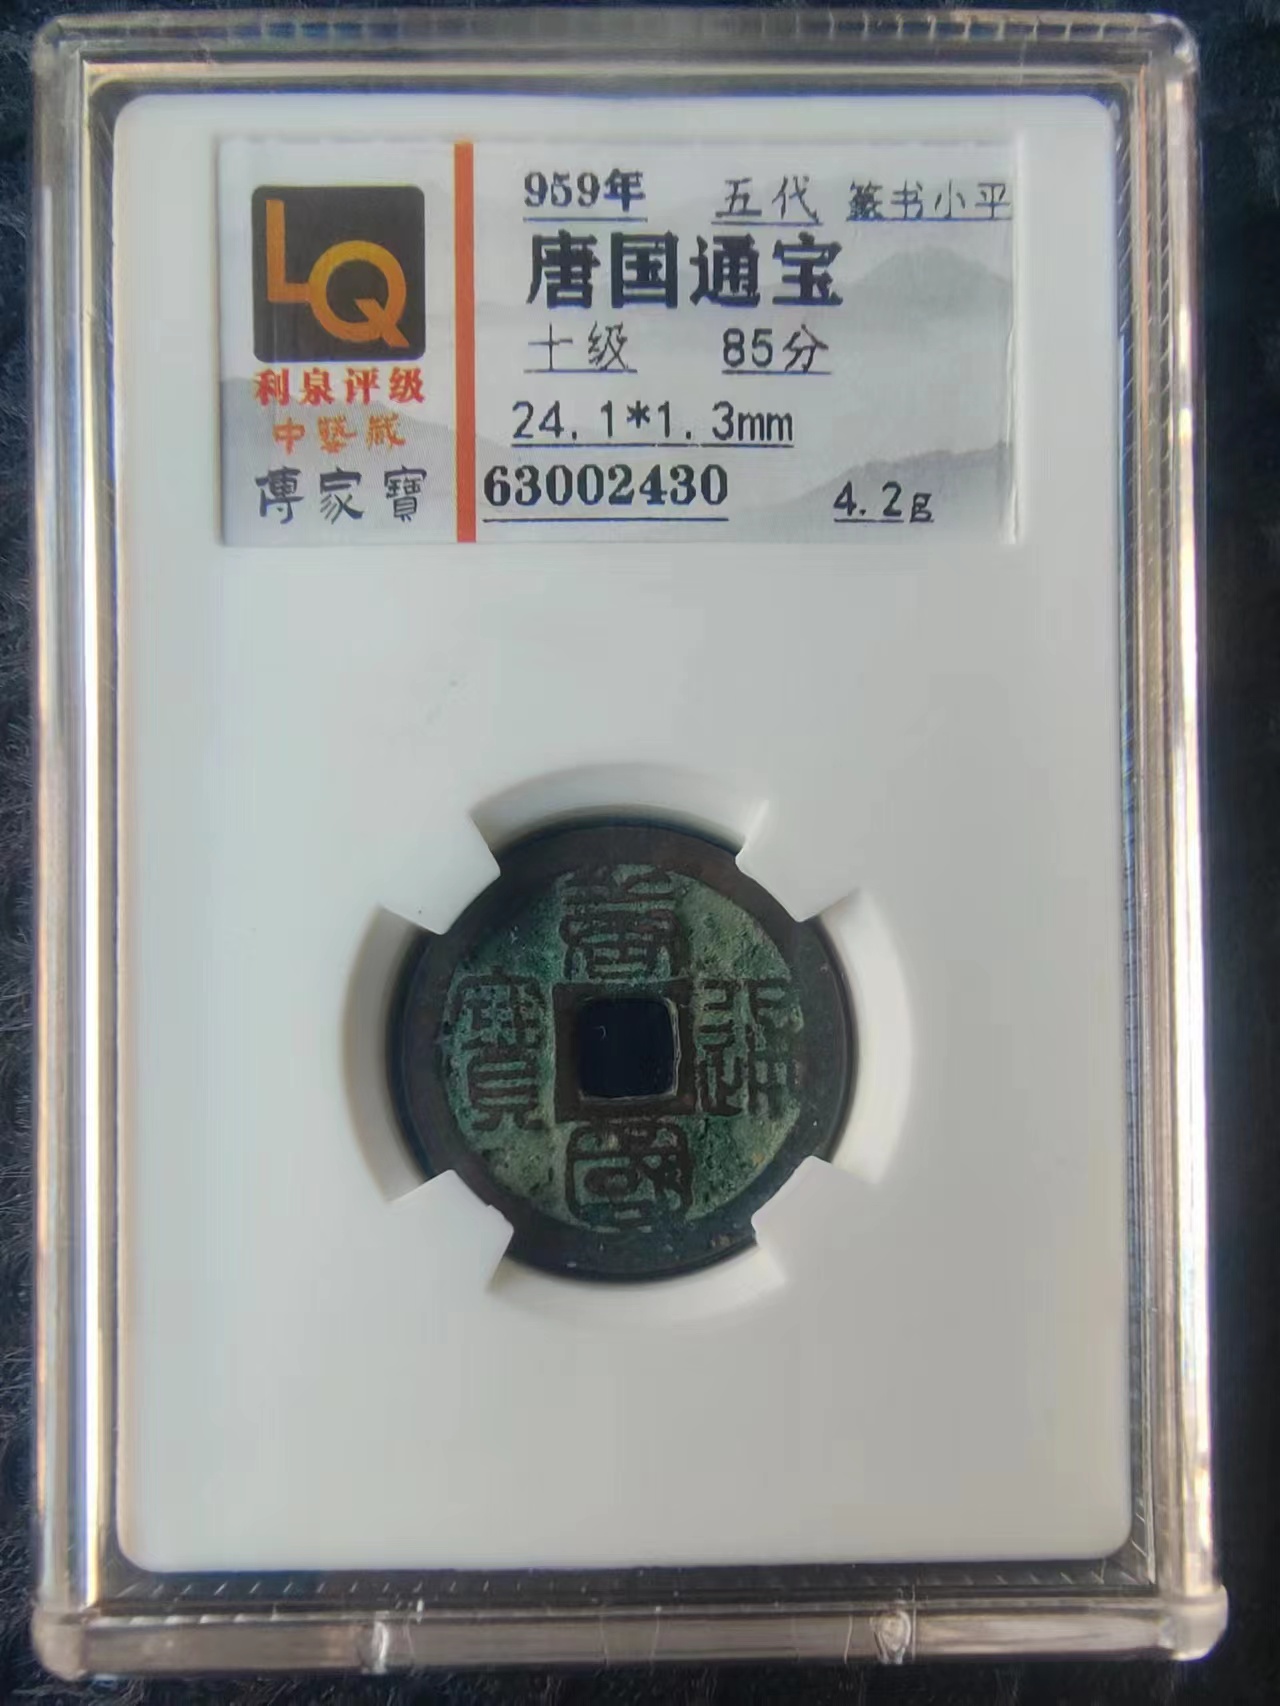 LQ
利泉评级
中藝藏
傳家寶
959年 五代 篆书小平
唐国通宝
十级 85分
24.1*1.3mm
63002430 4.2g
唐國通寶